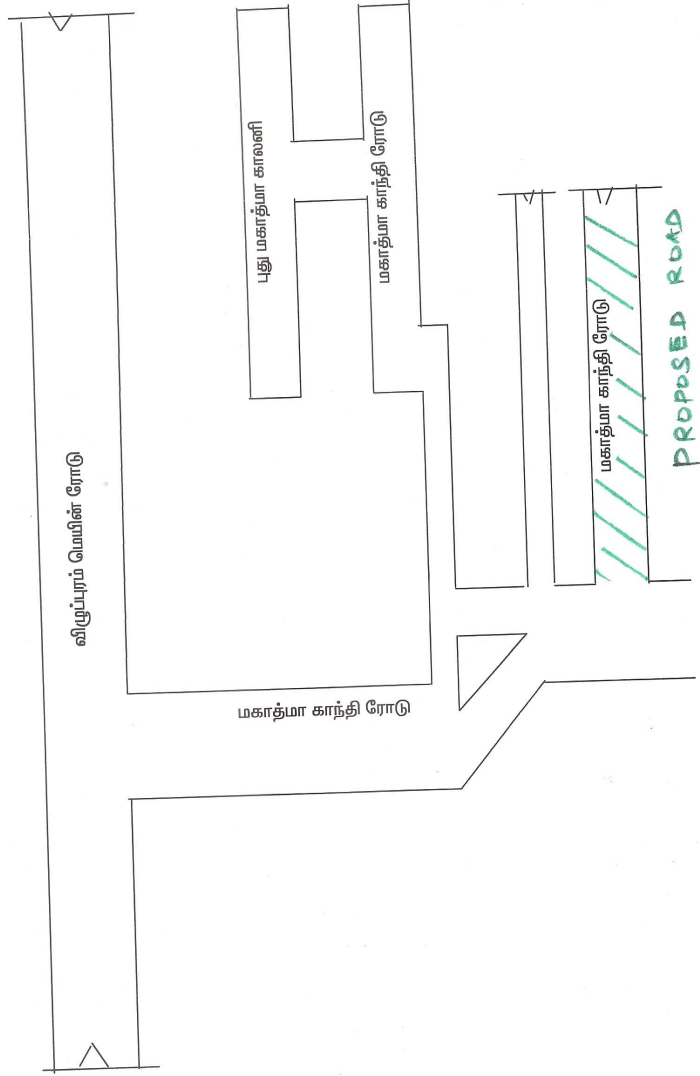 விழுப்புரம் மெயின் ரோடு
புது மகாத்மா காலனி
மகாத்மா காந்தி ரோடு
மகாத்மா காந்தி ரோடு
PROPOSED ROAD
மகாத்மா காந்தி ரோடு